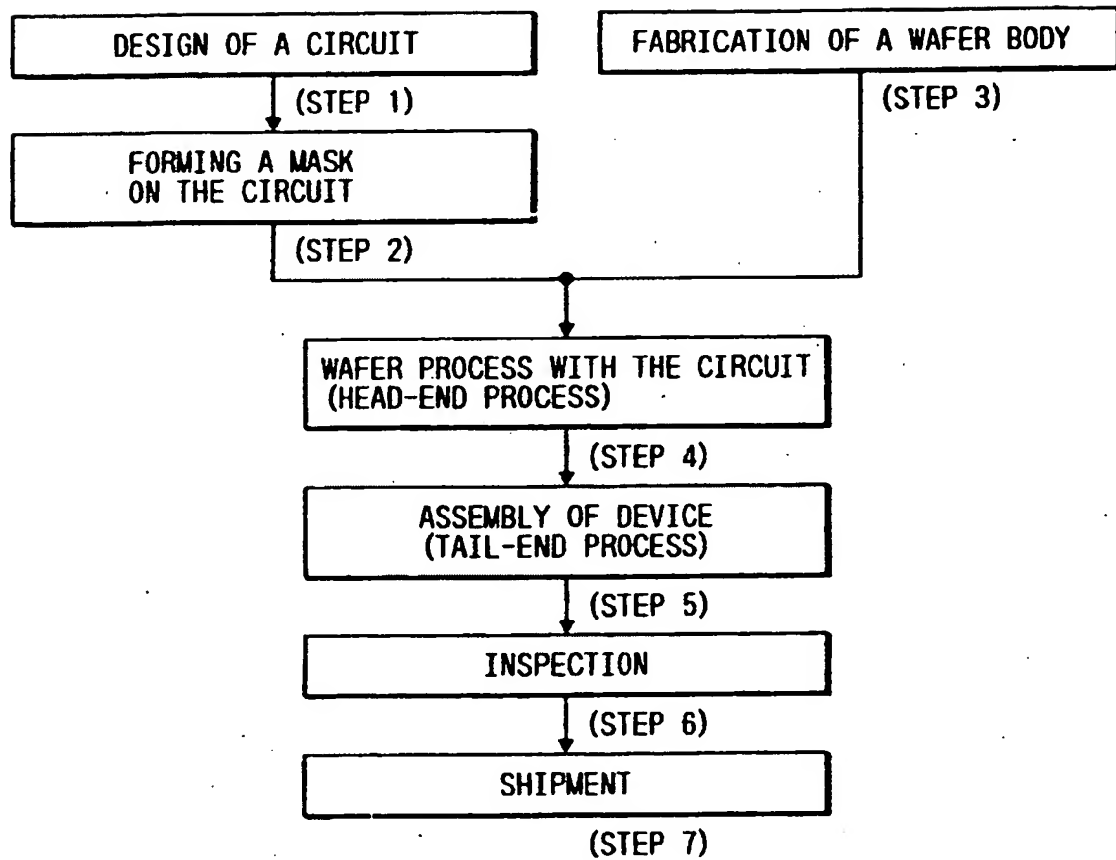 DESIGN OF A CIRCUIT
(STEP 1)
FORMING A MASK
ON THE CIRCUIT
(STEP 2)
FABRICATION OF A WAFER BODY
(STEP 3)
WAFER PROCESS WITH THE CIRCUIT
(HEAD-END PROCESS)
(STEP 4)
ASSEMBLY OF DEVICE
(TAIL-END PROCESS)
(STEP 5)
INSPECTION
(STEP 6)
SHIPMENT
(STEP 7)